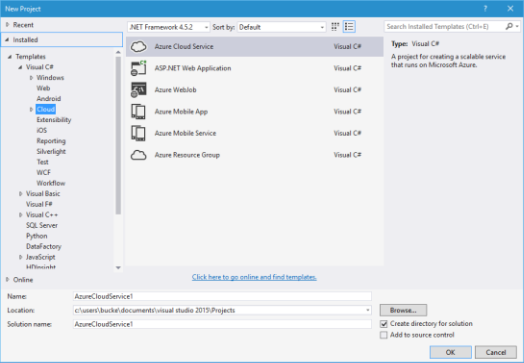 New Project
Recent
.NET Framework 4.5.2
Sort by:
Default
Search Installed Templates (Ctrl+E)
Installed
Templates
Visual C#
Windows
Web
Android
Cloud
Extensibility
iOS
Reporting
Silverlight
Test
WCF
Workflow
Visual Basic
Visual F#
Visual C++
SQL Server
Python
DataFactory
JavaScript
HDInsight
Online
Azure Cloud Service Visual C#
ASP.NET Web Application Visual C#
Azure WebJob Visual C#
Azure Mobile App Visual C#
Azure Mobile Service Visual C#
Azure Resource Group Visual C#
Type: Visual C#
A project for creating a scalable service
that runs on Microsoft Azure.
Click here to go online and find templates.
Name: AzureCloudService1
Location: c:\users\bucks\documents\visual studio 2015\Projects
Browse...
Solution name: AzureCloudService1
Create directory for solution
Add to source control
OK
Cancel